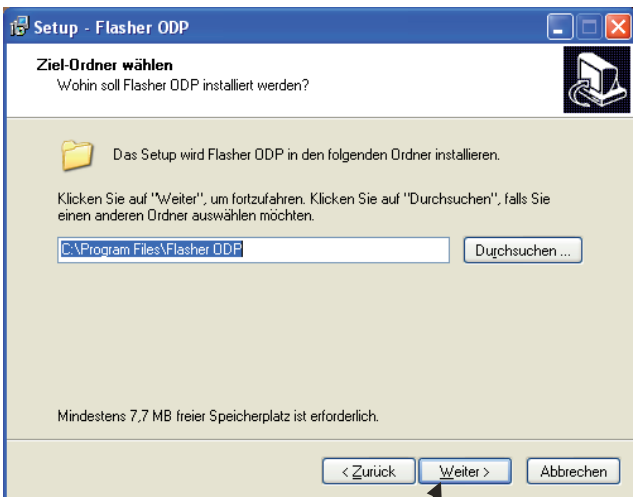 Setup - Flasher ODP
Ziel-Ordner wählen
Wohin soll Flasher ODP installiert werden?
Das Setup wird Flasher ODP in den folgenden Ordner installieren.
Klicken Sie auf "Weiter", um fortzufahren. Klicken Sie auf "Durchsuchen", falls Sie
einen anderen Ordner auswählen möchten.
C:\Program Files\Flasher ODP
Durchsuchen ...
Mindestens 7,7 MB freier Speicherplatz ist erforderlich.
< Zurück
Weiter >
Abbrechen